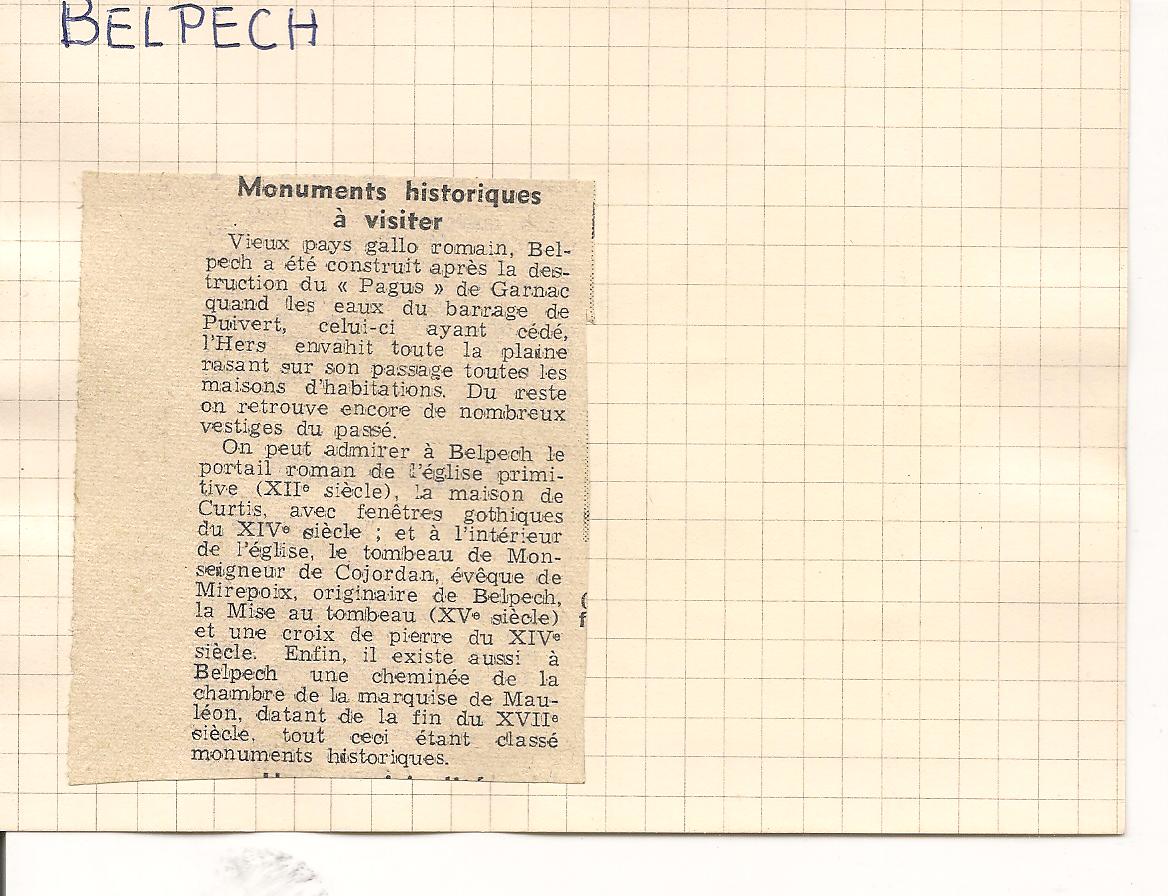 BELPECH
Monuments historiques
à visiter
Vieux pays gallo romain, Bel-
pech a été construit après la des-
truction du « Pagus » de Garnac
quand les eaux du barrage de
Puivert, celui-ci ayant cédé,
l'Hers envahit toute la plaine
rasant sur son passage toutes les
maisons d'habitations. Du reste
on retrouve encore de nombreux
vestiges du passé.
On peut admirer à Belpech le
portail roman de l'église primi-
tive (XIIe siècle), la maison de
Curtis, avec fenêtres gothiques
du XIVe siècle ; et à l'intérieur
de l'église, le tombeau de Mon-
seigneur de Cojordan, évêque de
Mirepoix, originaire de Belpech,
la Mise au tombeau (XVe siècle)
et une croix de pierre du XIVe
siècle. Enfin, il existe aussi à
Belpech une cheminée de la
chambre de la marquise de Mau-
léon, datant de la fin du XVIIe
siècle, tout ceci étant classé
monuments historiques.